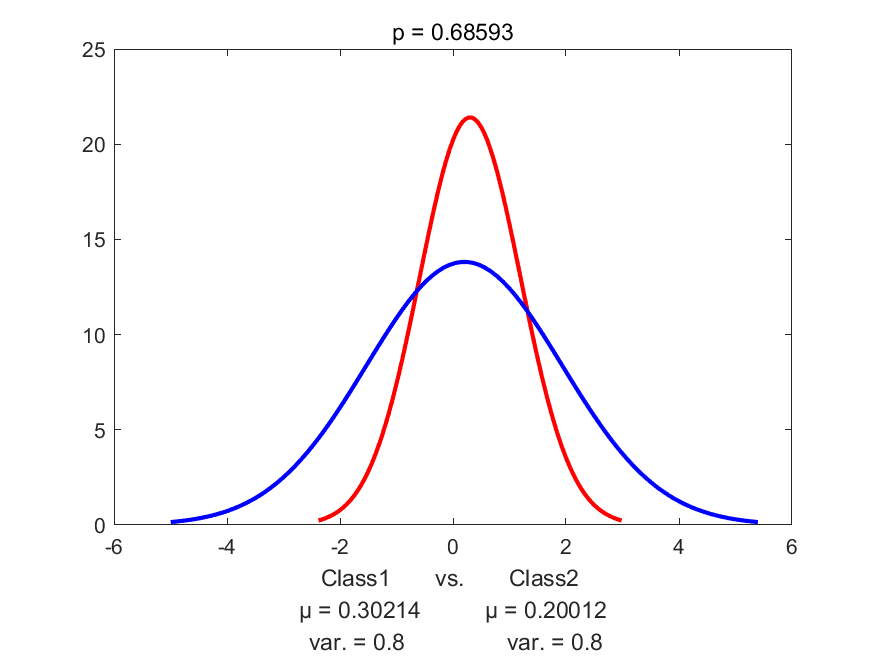 p = 0.68593
25
20
15
10
5
0
-6 -4 -2 0 2 4 6
Class1 vs. Class2
μ = 0.30214 μ = 0.20012
var. = 0.8 var. = 0.8